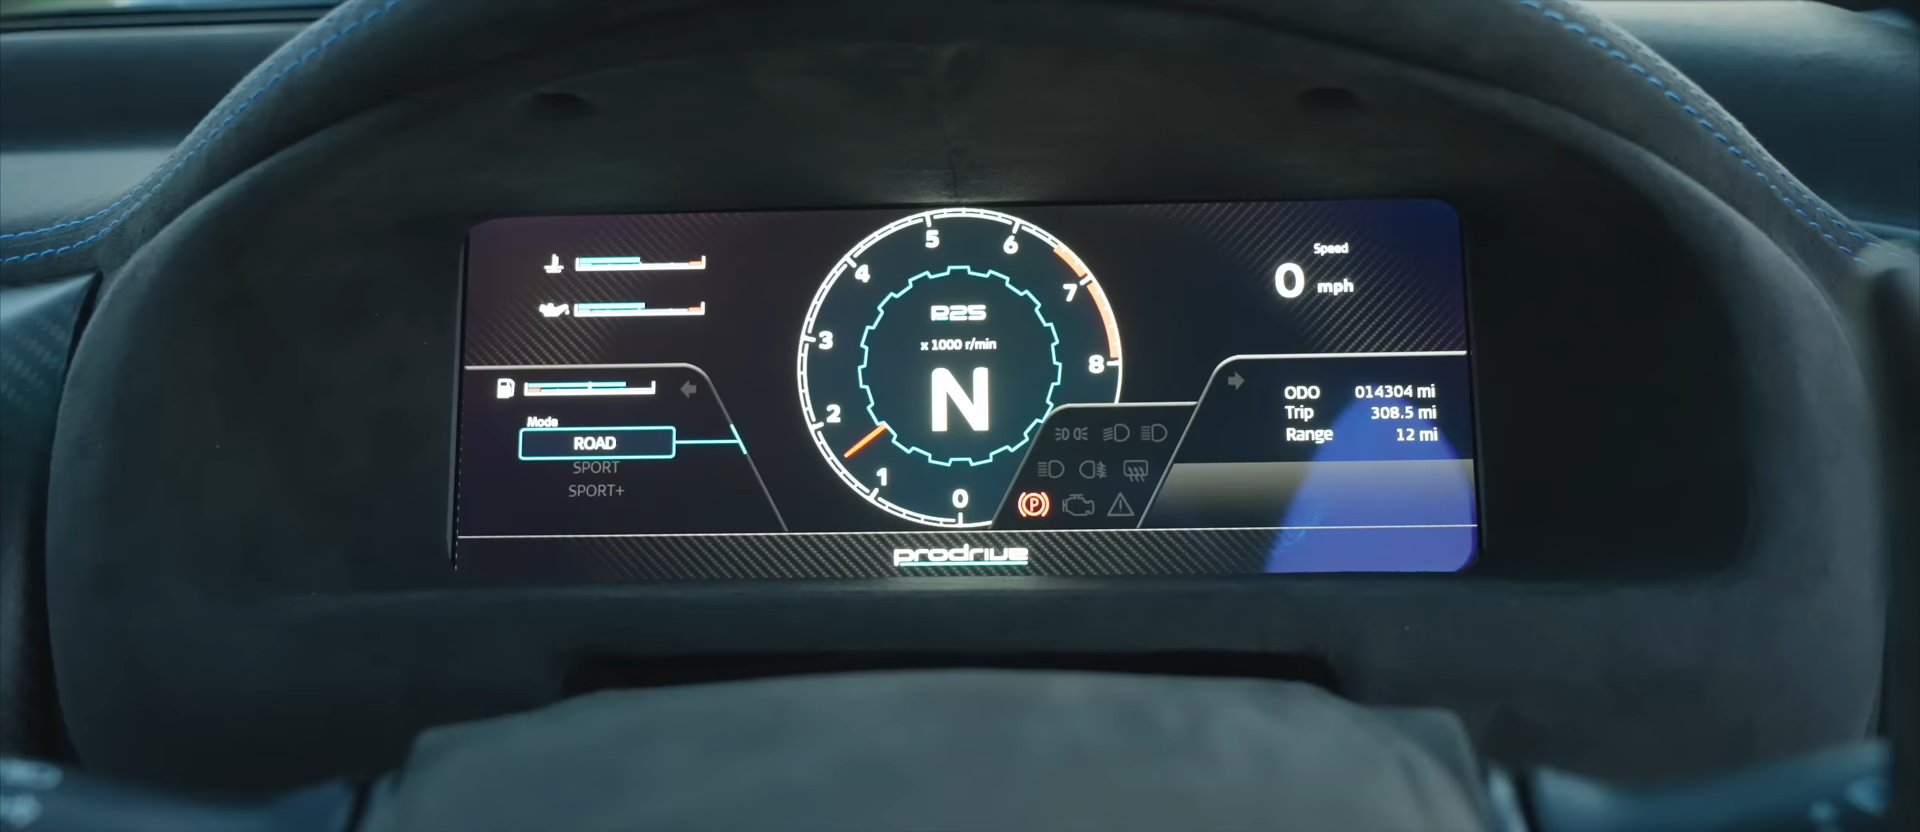 5
6
4
7
3
8
2
1
0
P25
x 1000 r/min
N
Speed
0 mph
Mode
ROAD
SPORT
SPORT+
ODO 014304 mi
Trip 308.5 mi
Range 12 mi
P
prodrive